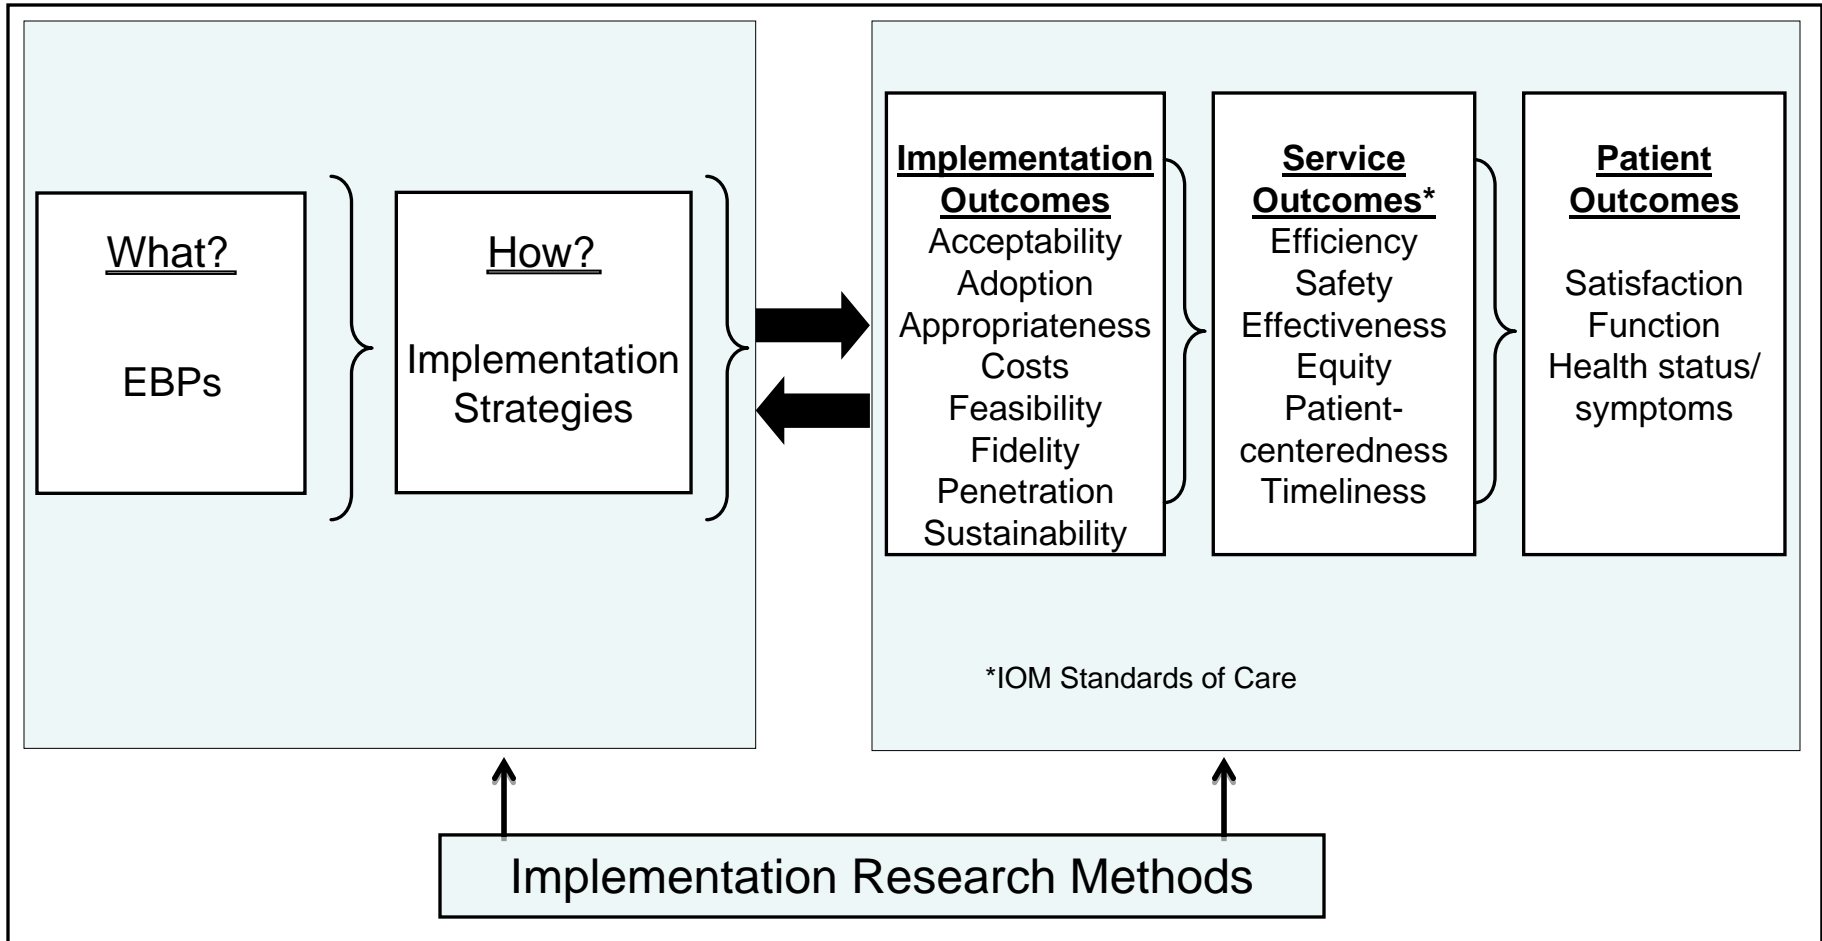 What?
EBPs
How?
Implementation
Strategies
Implementation
Outcomes
Acceptability
Adoption
Appropriateness
Costs
Feasibility
Fidelity
Penetration
Sustainability
Service
Outcomes*
Efficiency
Safety
Effectiveness
Equity
Patient-
centeredness
Timeliness
Patient
Outcomes
Satisfaction
Function
Health status/
symptoms
*IOM Standards of Care
Implementation Research Methods